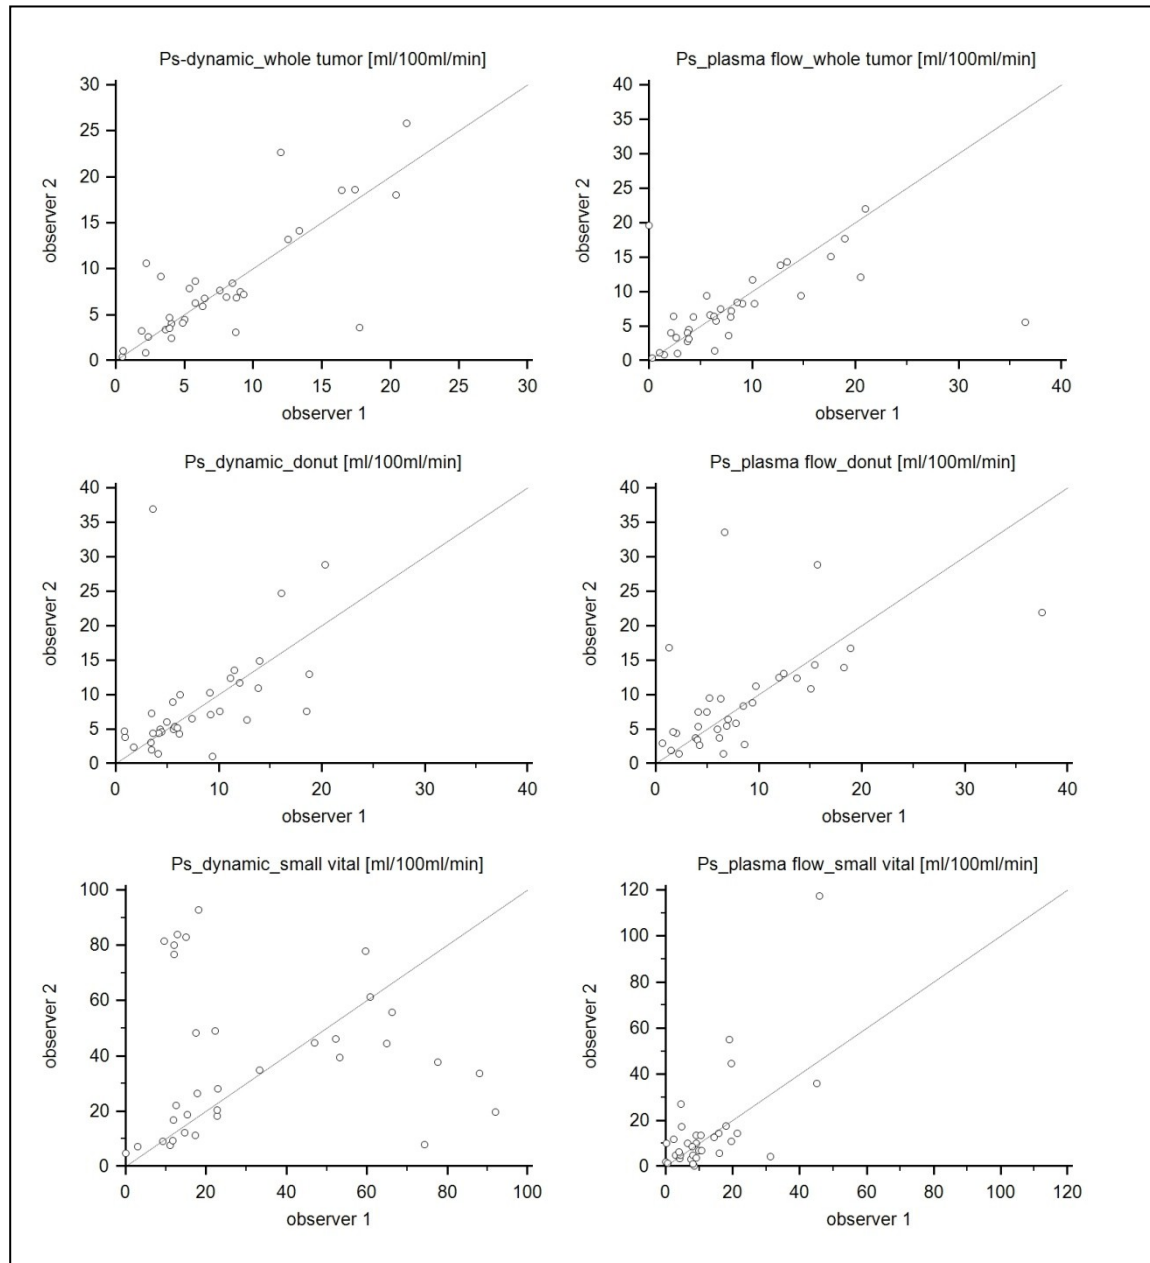 Ps-dynamic_whole tumor [ml/100ml/min]
30
25
20
15
10
5
0
observer 2
0 5 10 15 20 25 30
observer 1
Ps_plasma flow_whole tumor [ml/100ml/min]
40
35
30
25
20
15
10
5
0
observer 2
0 10 20 30 40
observer 1
Ps_dynamic_donut [ml/100ml/min]
40
35
30
25
20
15
10
5
0
observer 2
0 10 20 30 40
observer 1
Ps_plasma flow_donut [ml/100ml/min]
40
35
30
25
20
15
10
5
0
observer 2
0 10 20 30 40
observer 1
Ps_dynamic_small vital [ml/100ml/min]
100
80
60
40
20
0
observer 2
0 20 40 60 80 100
observer 1
Ps_plasma flow_small vital [ml/100ml/min]
120
100
80
60
40
20
0
observer 2
0 20 40 60 80 100 120
observer 1